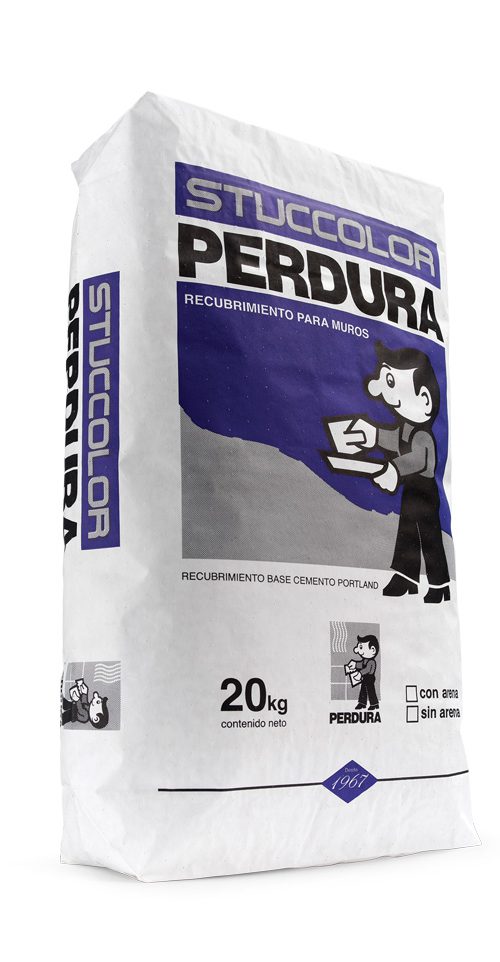 STUCCOLOR
PERDURA
RECUBRIMIENTO PARA MUROS
RECUBRIMIENTO BASE CEMENTO PORTLAND
20kg
contenido neto
PERDURA
con arena
sin arena
Desde
1967
STUCCOLOR
PERDURA